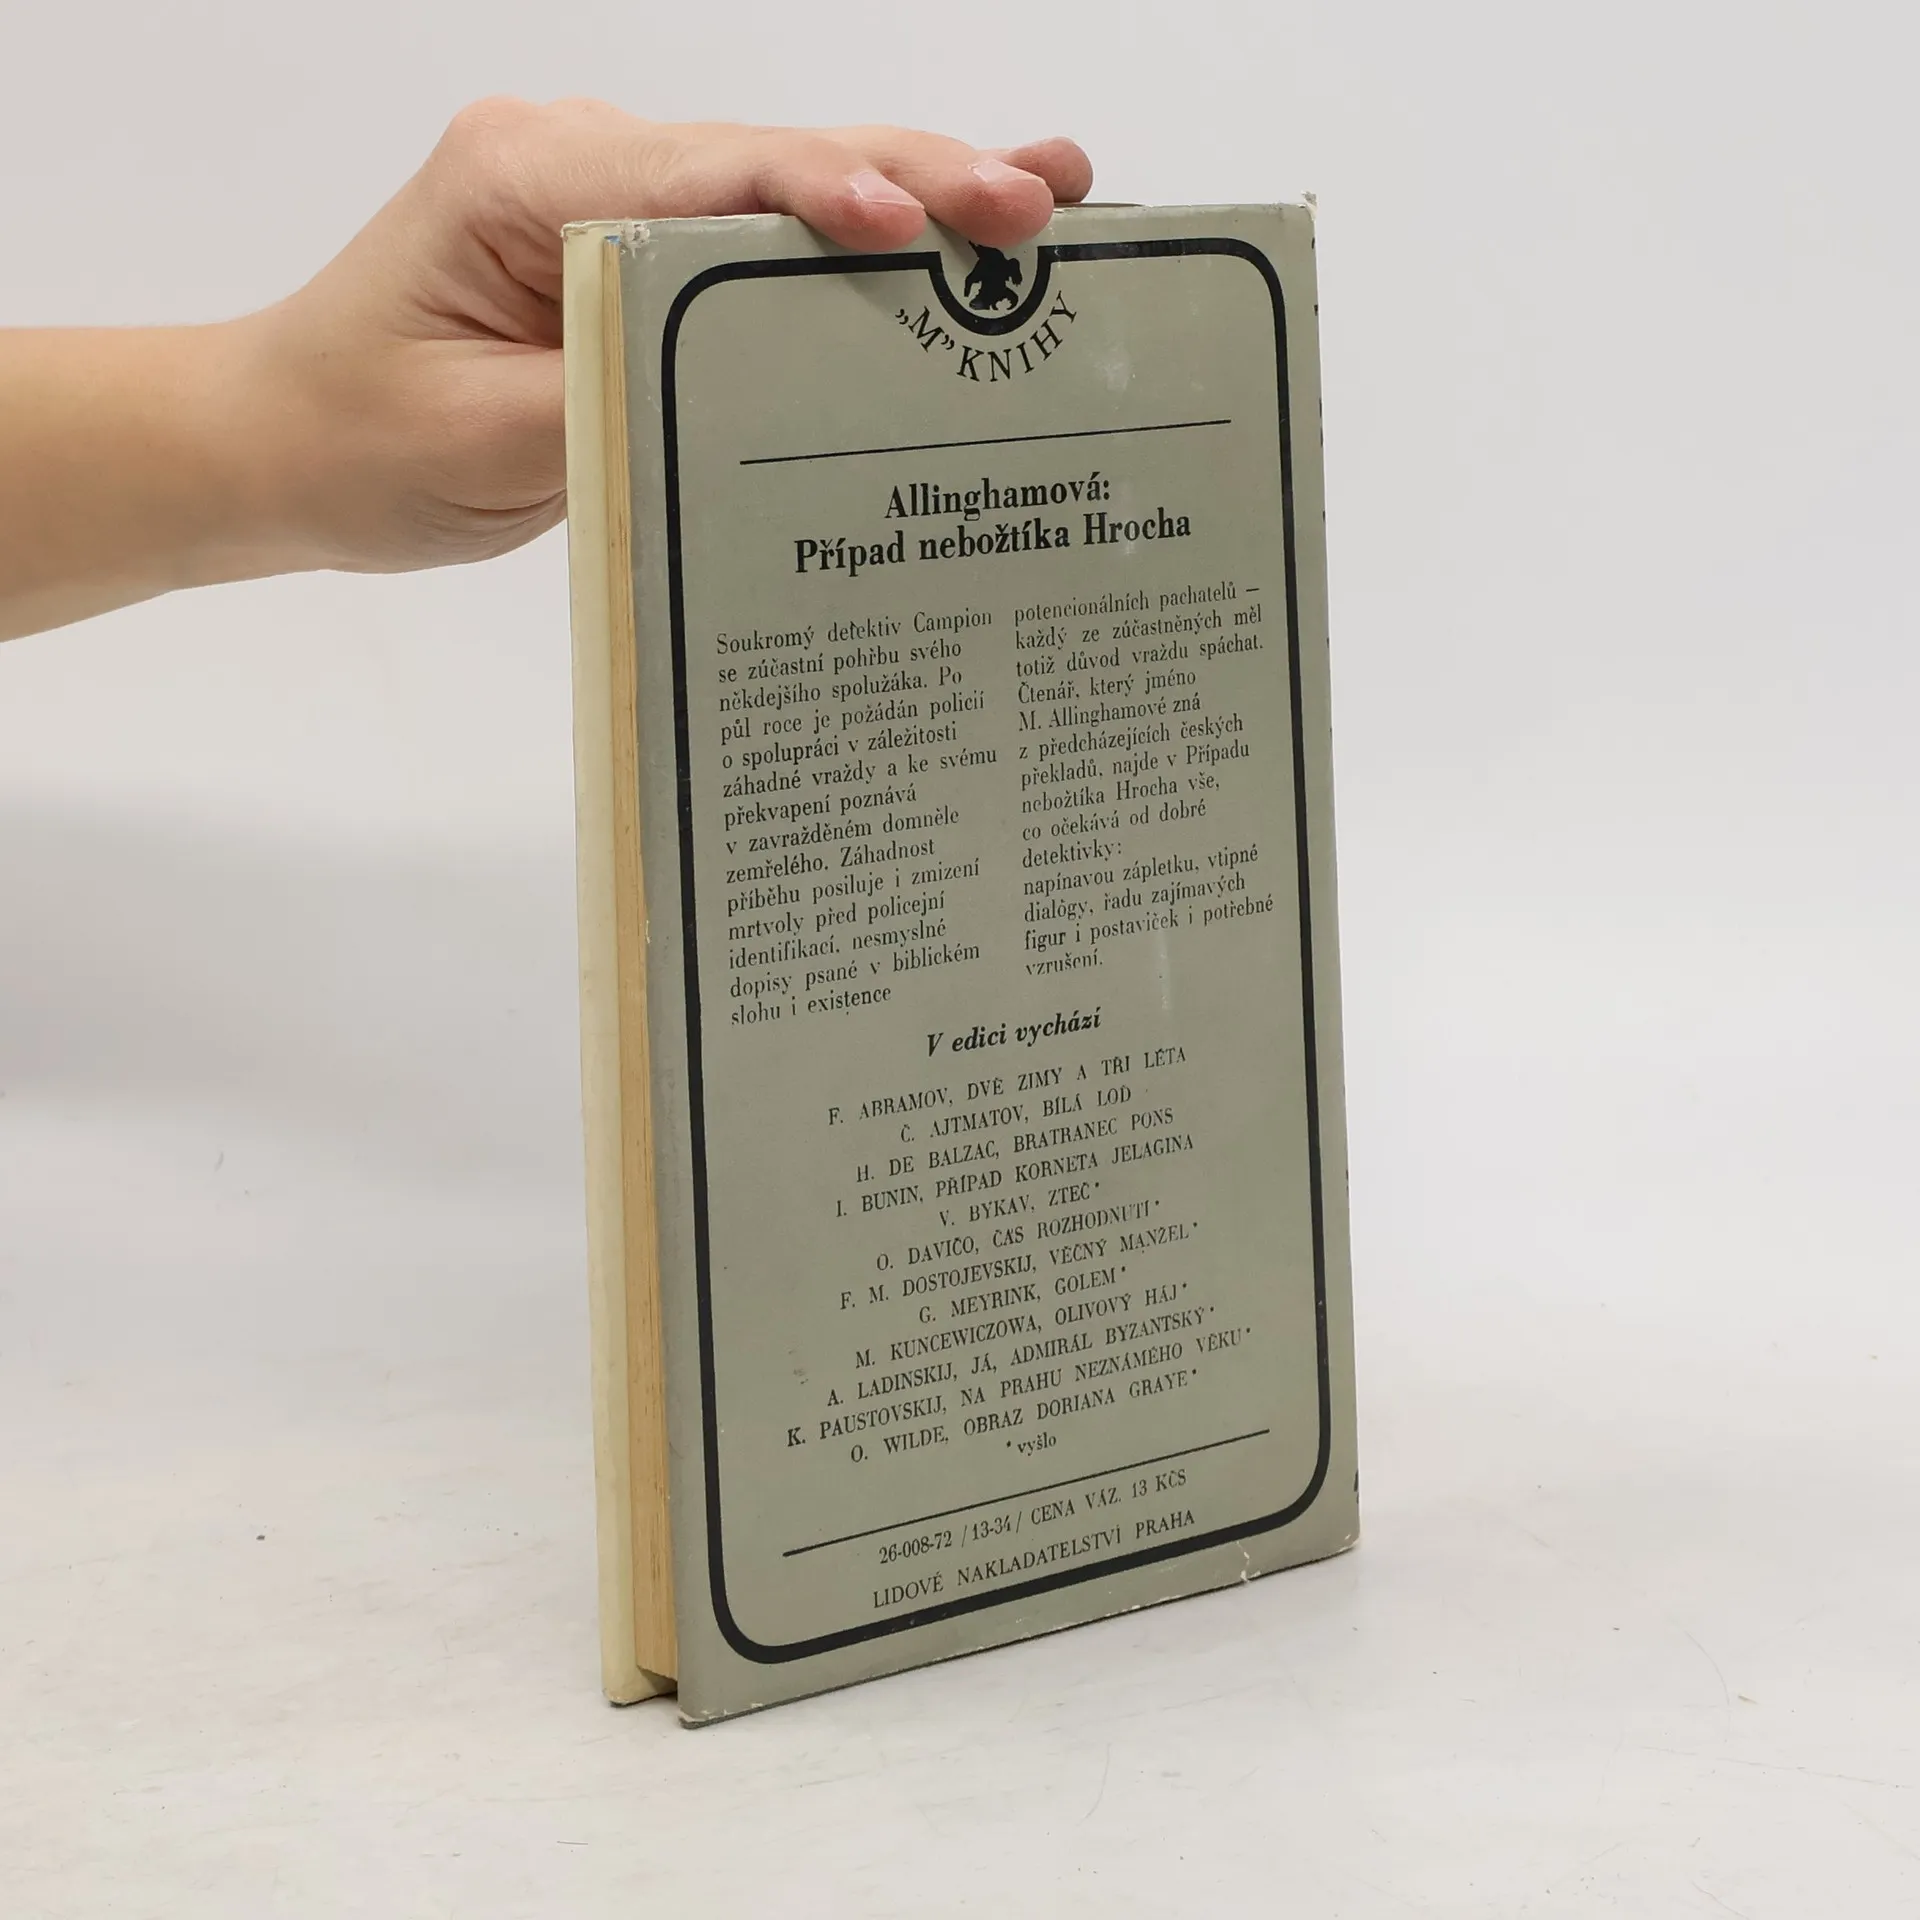 „M” KNIHY
Allinghamová:
Případ nebožtíka Hrocha
Soukromý detektiv Campion
se zúčastní pohřbu svého
někdejšího spolužáka. Po
půl roce je požádán policií
o spolupráci v záležitosti
záhadné vraždy a ke svému
překvapení poznává
v zavražděném domněle
zemřelého. Záhadnost
příběhu posiluje i zmizení
mrtvoly před policejní
identifikací, nesmyslné
dopisy psané v biblickém
slohu i existence
potencionálních pachatelů —
každý ze zúčastněných měl
totiž důvod vraždu spáchat.
Čtenář, který jméno
M. Allinghamové zná
z předcházejících českých
překladů, najde v Případu
nebožtíka Hrocha vše,
co očekává od dobré
detektivky:
napínavou zápletku, vtipné
dialógy, řadu zajímavých
figur i postaviček i potřebné
vzrušení.
V edici vychází
F. ABRAMOV, DVĚ ZIMY A TŘI LÉTA
Č. AJTMATOV, BÍLÁ LOĎ
H. DE BALZAC, BRATRANEC PONS
I. BUNIN, PŘÍPAD KORNETA JELAGINA
V. BYKAV, ZTEČ*
O. DAVIČO, ČAS ROZHODNUTÍ*
F. M. DOSTOJEVSKIJ, VĚČNÝ MANŽEL*
G. MEYRINK, GOLEM*
M. KUNCEWICZOWA, OLIVOVÝ HÁJ*
A. LADINSKIJ, JÁ, ADMIRÁL BYZANTSKÝ*
K. PAUSTOVSKIJ, NA PRAHU NEZNÁMÉHO VĚKU*
O. WILDE, OBRAZ DORIANA GRAYE*
* vyšlo
26-008-72 /13-34/ CENA VÁZ. 13 KČS
LIDOVÉ NAKLADATELSTVÍ PRAHA